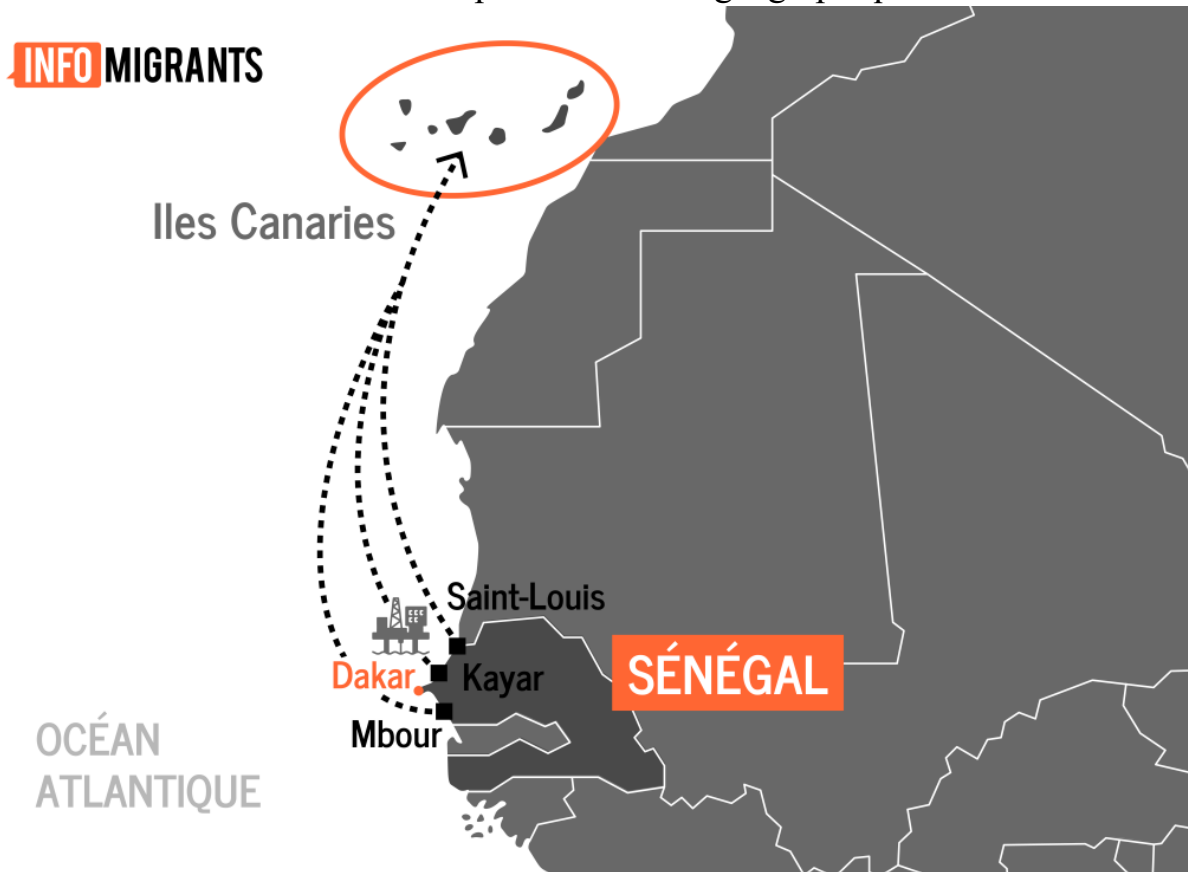 INFO MIGRANTS
Iles Canaries
Saint-Louis
Dakar
Kayar
SÉNÉGAL
Mbour
OCÉAN
ATLANTIQUE